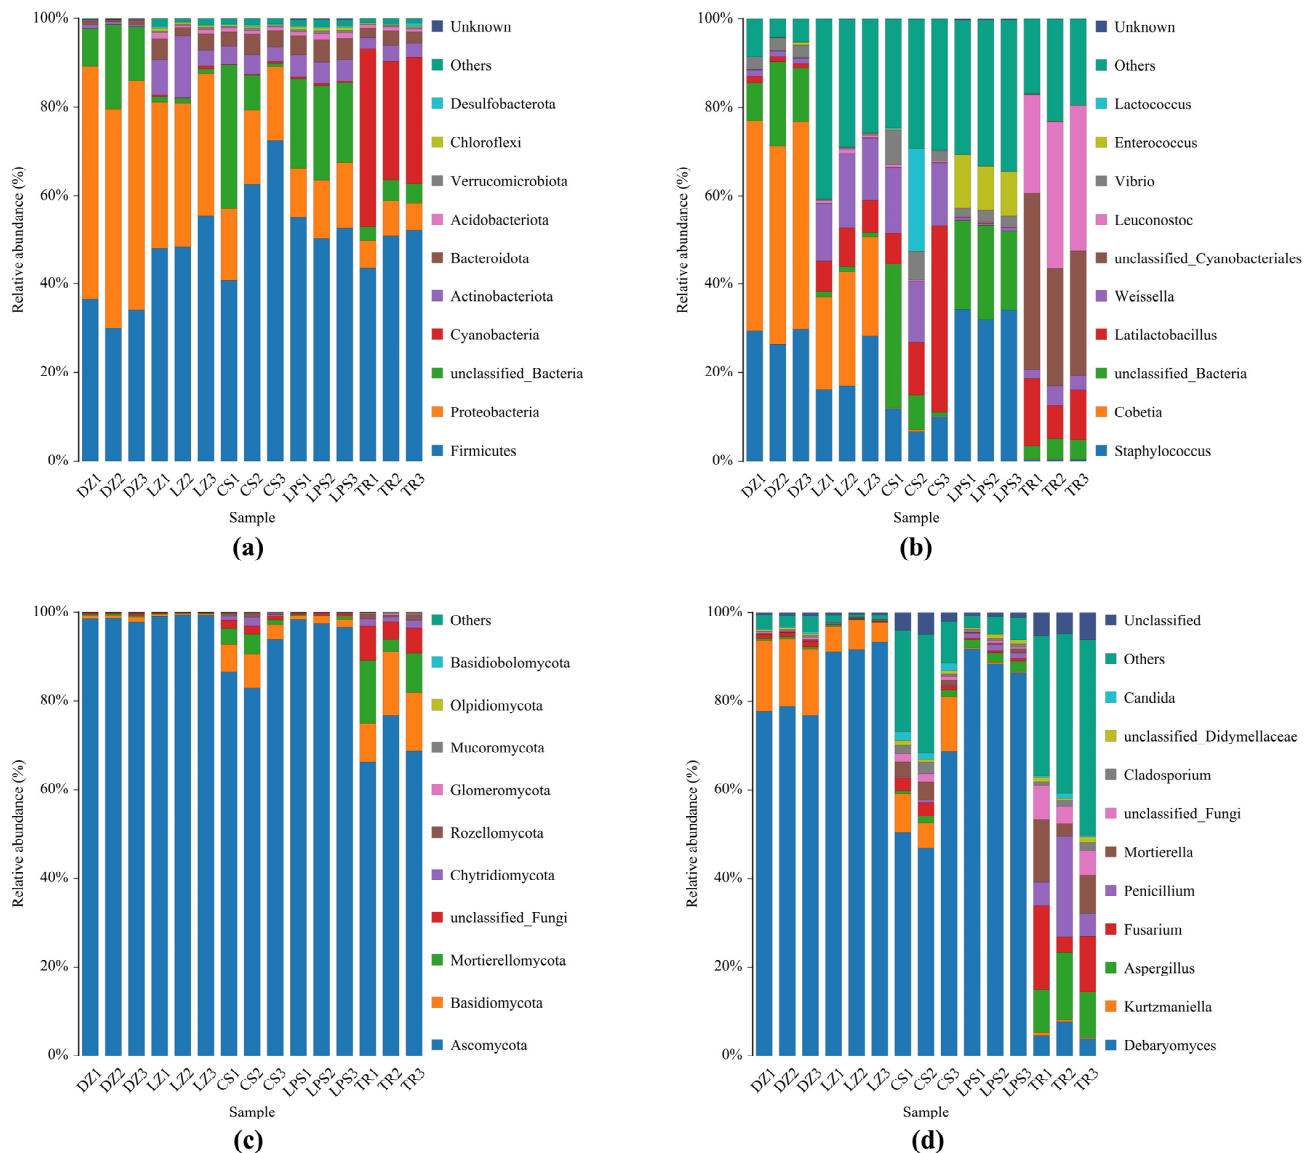 100%
80%
60%
40%
20%
0%
Relative abundance (%)
DZ1 DZ2 DZ3 LZ1 LZ2 LZ3 CS1 CS2 CS3 LPS1 LPS2 LPS3 TR1 TR2 TR3
Sample
Unknown
Others
Desulfobacterota
Chloroflexi
Verrucomicrobiota
Acidobacteriota
Bacteroidota
Actinobacteriota
Cyanobacteria
unclassified_Bacteria
Proteobacteria
Firmicutes
(a)
100%
80%
60%
40%
20%
0%
Relative abundance (%)
DZ1 DZ2 DZ3 LZ1 LZ2 LZ3 CS1 CS2 CS3 LPS1 LPS2 LPS3 TR1 TR2 TR3
Sample
Unknown
Others
Lactococcus
Enterococcus
Vibrio
Leuconostoc
unclassified_Cyanobacteriales
Weissella
Latilactobacillus
unclassified_Bacteria
Cobetia
Staphylococcus
(b)
100%
80%
60%
40%
20%
0%
Relative abundance (%)
DZ1 DZ2 DZ3 LZ1 LZ2 LZ3 CS1 CS2 CS3 LPS1 LPS2 LPS3 TR1 TR2 TR3
Sample
Others
Basidiobolomycota
Olpidiomycota
Mucoromycota
Glomeromycota
Rozellomycota
Chytridiomycota
unclassified_Fungi
Mortierellomycota
Basidiomycota
Ascomycota
(c)
100%
80%
60%
40%
20%
0%
Relative abundance (%)
DZ1 DZ2 DZ3 LZ1 LZ2 LZ3 CS1 CS2 CS3 LPS1 LPS2 LPS3 TR1 TR2 TR3
Sample
Unclassified
Others
Candida
unclassified_Didymellaceae
Cladosporium
unclassified_Fungi
Mortierella
Penicillium
Fusarium
Aspergillus
Kurtzmaniella
Debaryomyces
(d)